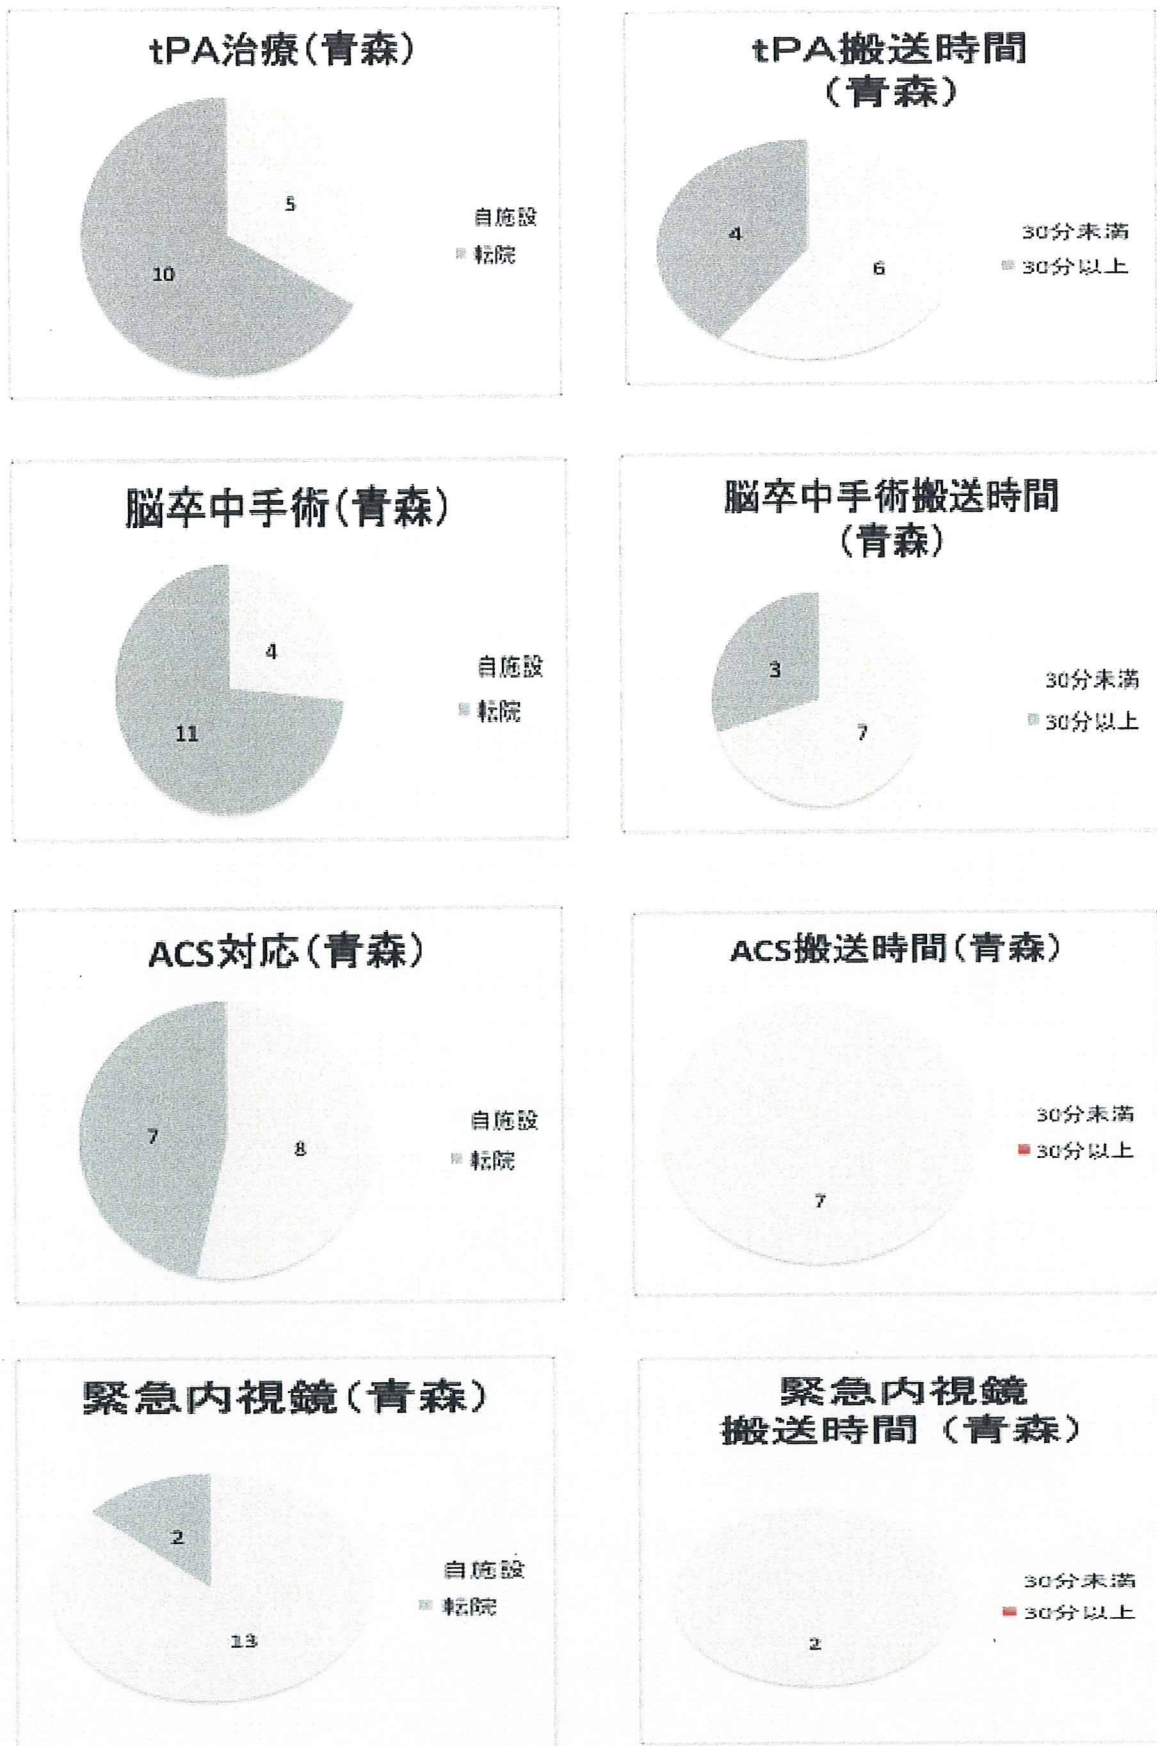 tPA治療(青森)
5
10
自施設
転院
tPA搬送時間
(青森)
4
6
30分未満
30分以上
脳卒中手術(青森)
4
11
自施設
転院
脳卒中手術搬送時間
(青森)
3
7
30分未満
30分以上
ACS対応(青森)
7
8
自施設
転院
ACS搬送時間(青森)
7
30分未満
30分以上
緊急内視鏡(青森)
2
13
自施設
転院
緊急内視鏡
搬送時間(青森)
2
30分未満
30分以上